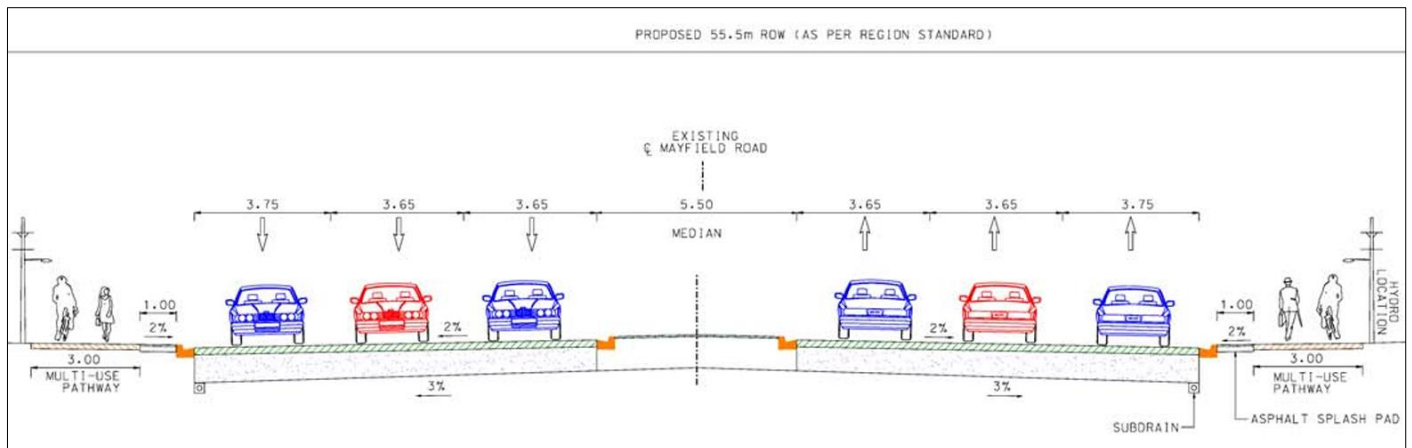 PROPOSED 55.5m ROW (AS PER REGION STANDARD)
EXISTING
℄ MAYFIELD ROAD
3.75 3.65 3.65 5.50 3.65 3.65 3.75
MEDIAN
HYDRO
LOCATION
1.00 1.00
2% 2% 2% 2%
3.00 3.00
MULTI-USE
PATHWAY
MULTI-USE
PATHWAY
3% 3%
ASPHALT SPLASH PAD
SUBDRAIN